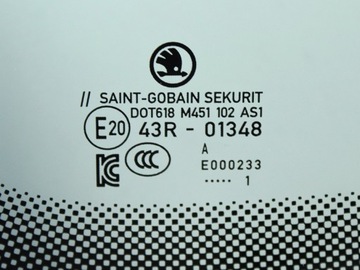 // SAINT-GOBAIN SEKURIT
DOT618 M451 102 AS1
E20 43R - 01348
A
E000233
..... 1